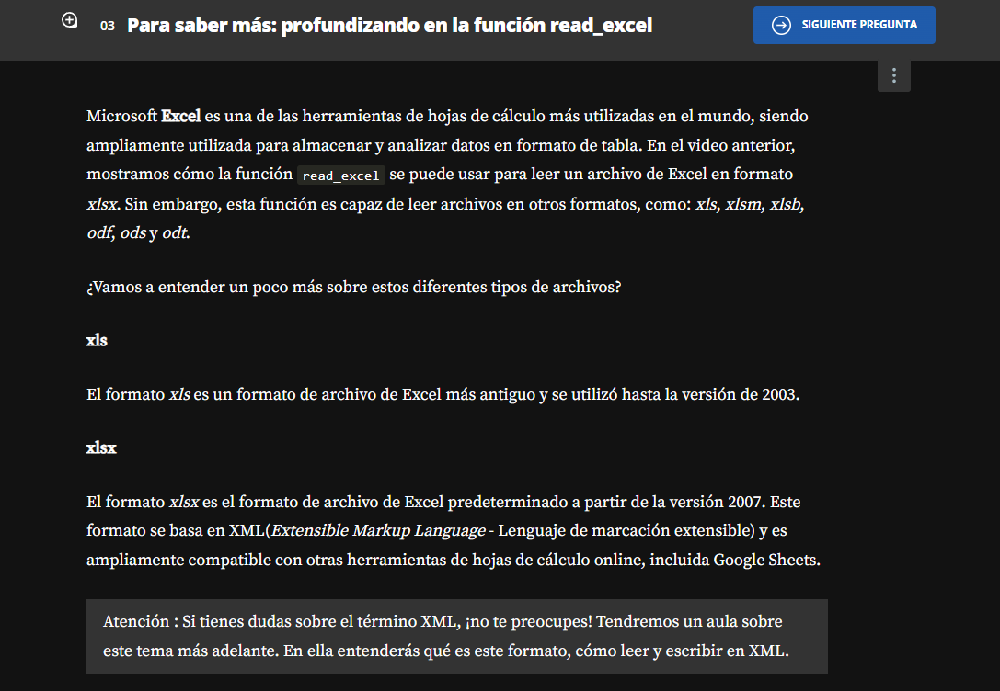 03 Para saber más: profundizando en la función read_excel
SIGUIENTE PREGUNTA
Microsoft Excel es una de las herramientas de hojas de cálculo más utilizadas en el mundo, siendo
ampliamente utilizada para almacenar y analizar datos en formato de tabla. En el video anterior,
mostramos cómo la función read_excel se puede usar para leer un archivo de Excel en formato
xlsx. Sin embargo, esta función es capaz de leer archivos en otros formatos, como: xls, xlsm, xlsb,
odf, ods y odt.
¿Vamos a entender un poco más sobre estos diferentes tipos de archivos?
xls
El formato xls es un formato de archivo de Excel más antiguo y se utilizó hasta la versión de 2003.
xlsx
El formato xlsx es el formato de archivo de Excel predeterminado a partir de la versión 2007. Este
formato se basa en XML(Extensible Markup Language - Lenguaje de marcación extensible) y es
ampliamente compatible con otras herramientas de hojas de cálculo online, incluida Google Sheets.
Atención : Si tienes dudas sobre el término XML, ¡no te preocupes! Tendremos un aula sobre
este tema más adelante. En ella entenderás qué es este formato, cómo leer y escribir en XML.